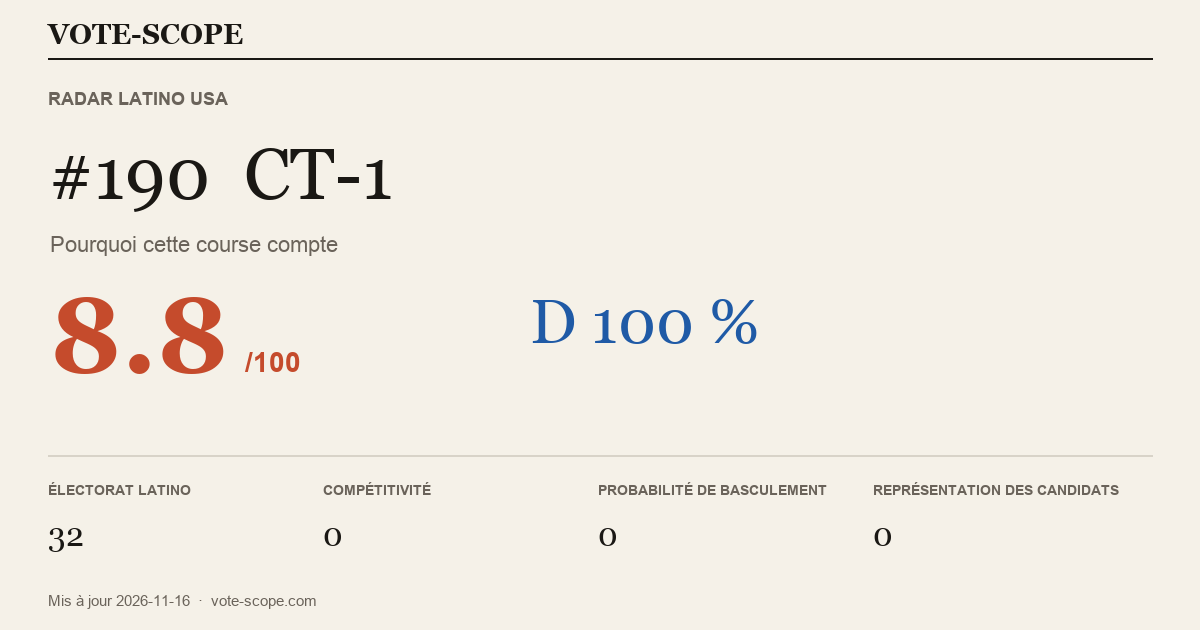 VOTE-SCOPE
RADAR LATINO USA
#190 CT-1
Pourquoi cette course compte
8.8 /100
D 100 %
ÉLECTORAT LATINO
COMPÉTITIVITÉ
PROBABILITÉ DE BASCULEMENT
REPRÉSENTATION DES CANDIDATS
32
0
0
0
Mis à jour 2026-11-16 · vote-scope.com